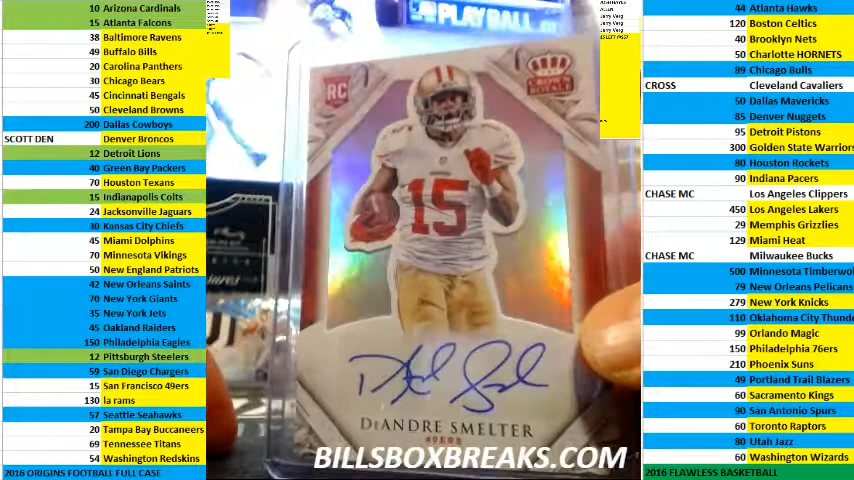 10 Arizona Cardinals
15 Atlanta Falcons
38 Baltimore Ravens
49 Buffalo Bills
20 Carolina Panthers
30 Chicago Bears
45 Cincinnati Bengals
50 Cleveland Browns
200 Dallas Cowboys
SCOTT DEN Denver Broncos
12 Detroit Lions
40 Green Bay Packers
70 Houston Texans
15 Indianapolis Colts
24 Jacksonville Jaguars
30 Kansas City Chiefs
45 Miami Dolphins
70 Minnesota Vikings
50 New England Patriots
42 New Orleans Saints
70 New York Giants
35 New York Jets
45 Oakland Raiders
150 Philadelphia Eagles
12 Pittsburgh Steelers
59 San Diego Chargers
15 San Francisco 49ers
130 la rams
57 Seattle Seahawks
20 Tampa Bay Buccaneers
69 Tennessee Titans
54 Washington Redskins
2016 ORIGINS FOOTBALL FULL CASE
PLAYBALL
RC
CROWN ROYALE
15
DEANDRE SMELTER
49ERS
BILLSBOXBREAKS.COM
Jerry Verg
Jerry Verg
44 Atlanta Hawks
120 Boston Celtics
40 Brooklyn Nets
50 Charlotte HORNETS
89 Chicago Bulls
CROSS Cleveland Cavaliers
50 Dallas Mavericks
85 Denver Nuggets
95 Detroit Pistons
300 Golden State Warriors
80 Houston Rockets
90 Indiana Pacers
CHASE MC Los Angeles Clippers
450 Los Angeles Lakers
29 Memphis Grizzlies
129 Miami Heat
CHASE MC Milwaukee Bucks
500 Minnesota Timberwol
79 New Orleans Pelicans
279 New York Knicks
110 Oklahoma City Thund
99 Orlando Magic
150 Philadelphia 76ers
210 Phoenix Suns
49 Portland Trail Blazers
60 Sacramento Kings
90 San Antonio Spurs
60 Toronto Raptors
80 Utah Jazz
60 Washington Wizards
2016 FLAWLESS BASKETBALL